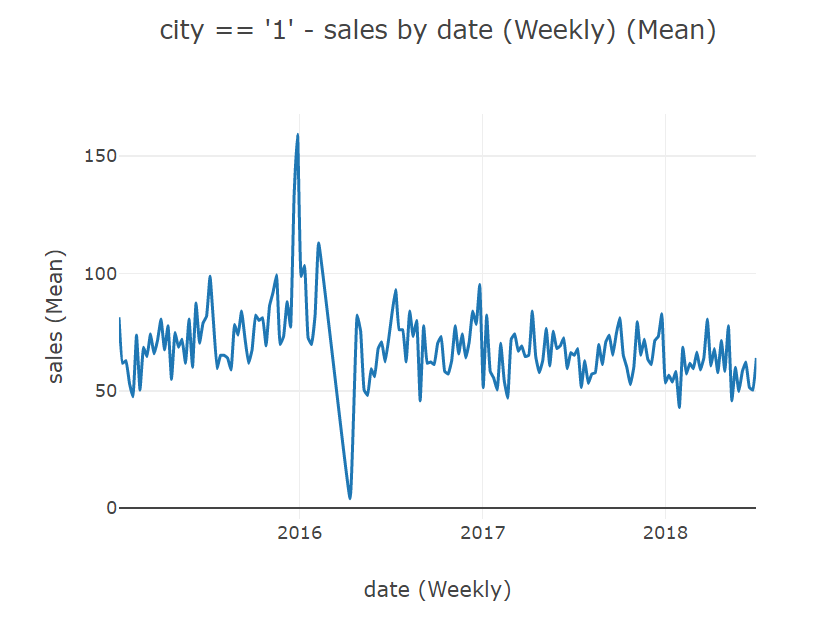 city == '1' - sales by date (Weekly) (Mean)
150
100
50
0
sales (Mean)
2016 2017 2018
date (Weekly)